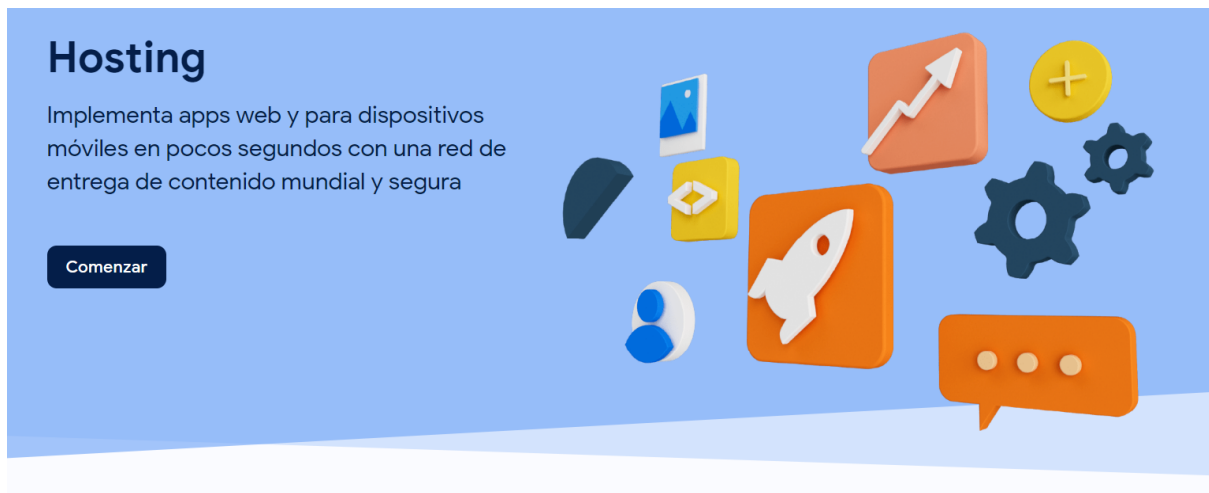 Hosting
Implementa apps web y para dispositivos
móviles en pocos segundos con una red de
entrega de contenido mundial y segura
Comenzar